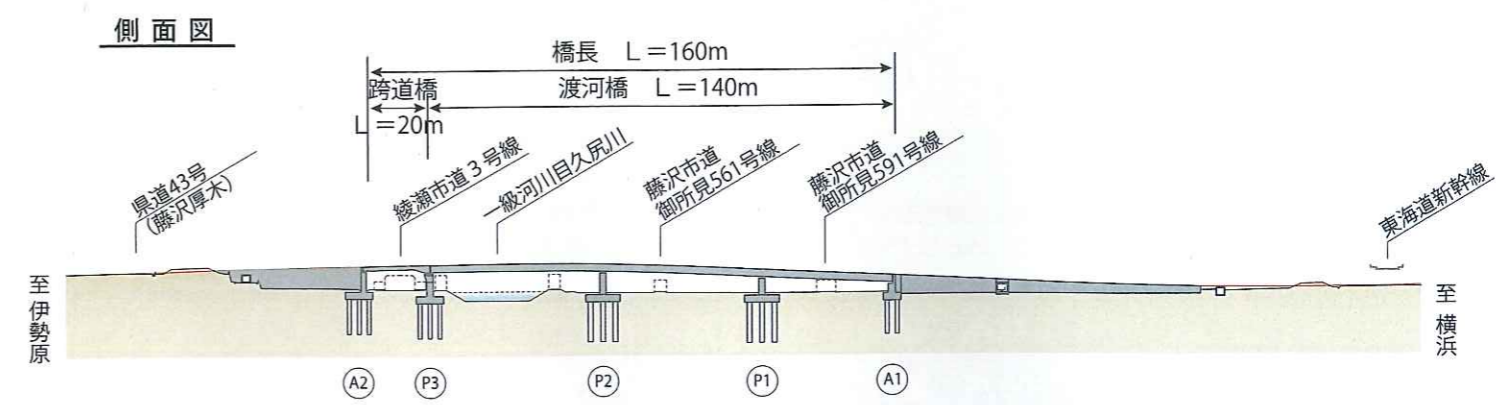 側面図
橋長 L＝160m
跨道橋
渡河橋 L＝140m
L＝20m
県道43号
（藤沢厚木）
綾瀬市道３号線
一級河川目久尻川
藤沢市道
御所見561号線
藤沢市道
御所見591号線
東海道新幹線
至 伊勢原
至 横浜
A2
P3
P2
P1
A1